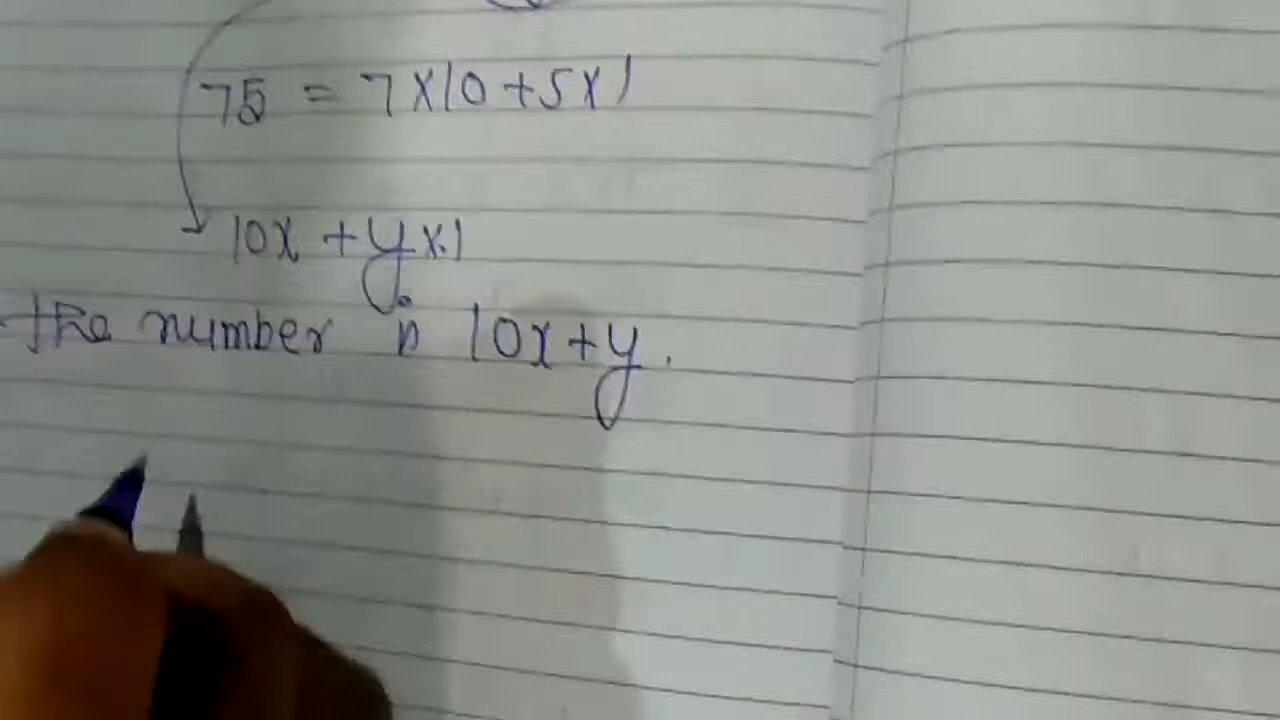 75 = 7x10 + 5x1
10x + y x 1
the number is 10x + y.